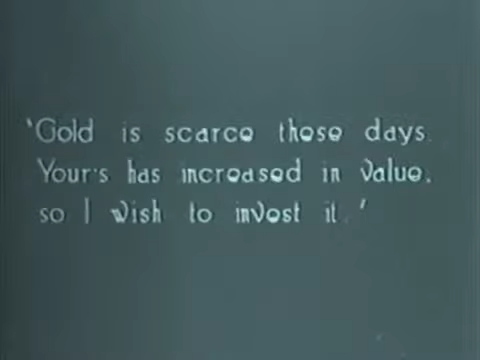 'Gold is scarce these days.
Your's has increased in value,
so I wish to invest it.'